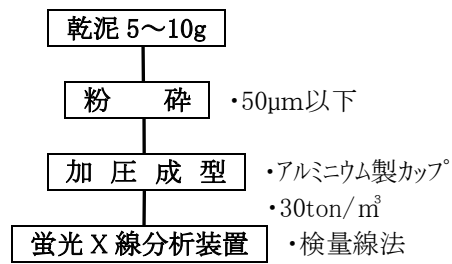 乾泥 5～10g
粉　　砕　・50μm以下
加 圧 成 型　・アルミニウム製カップ
・30ton/㎥
蛍光 X 線分析装置　・検量線法